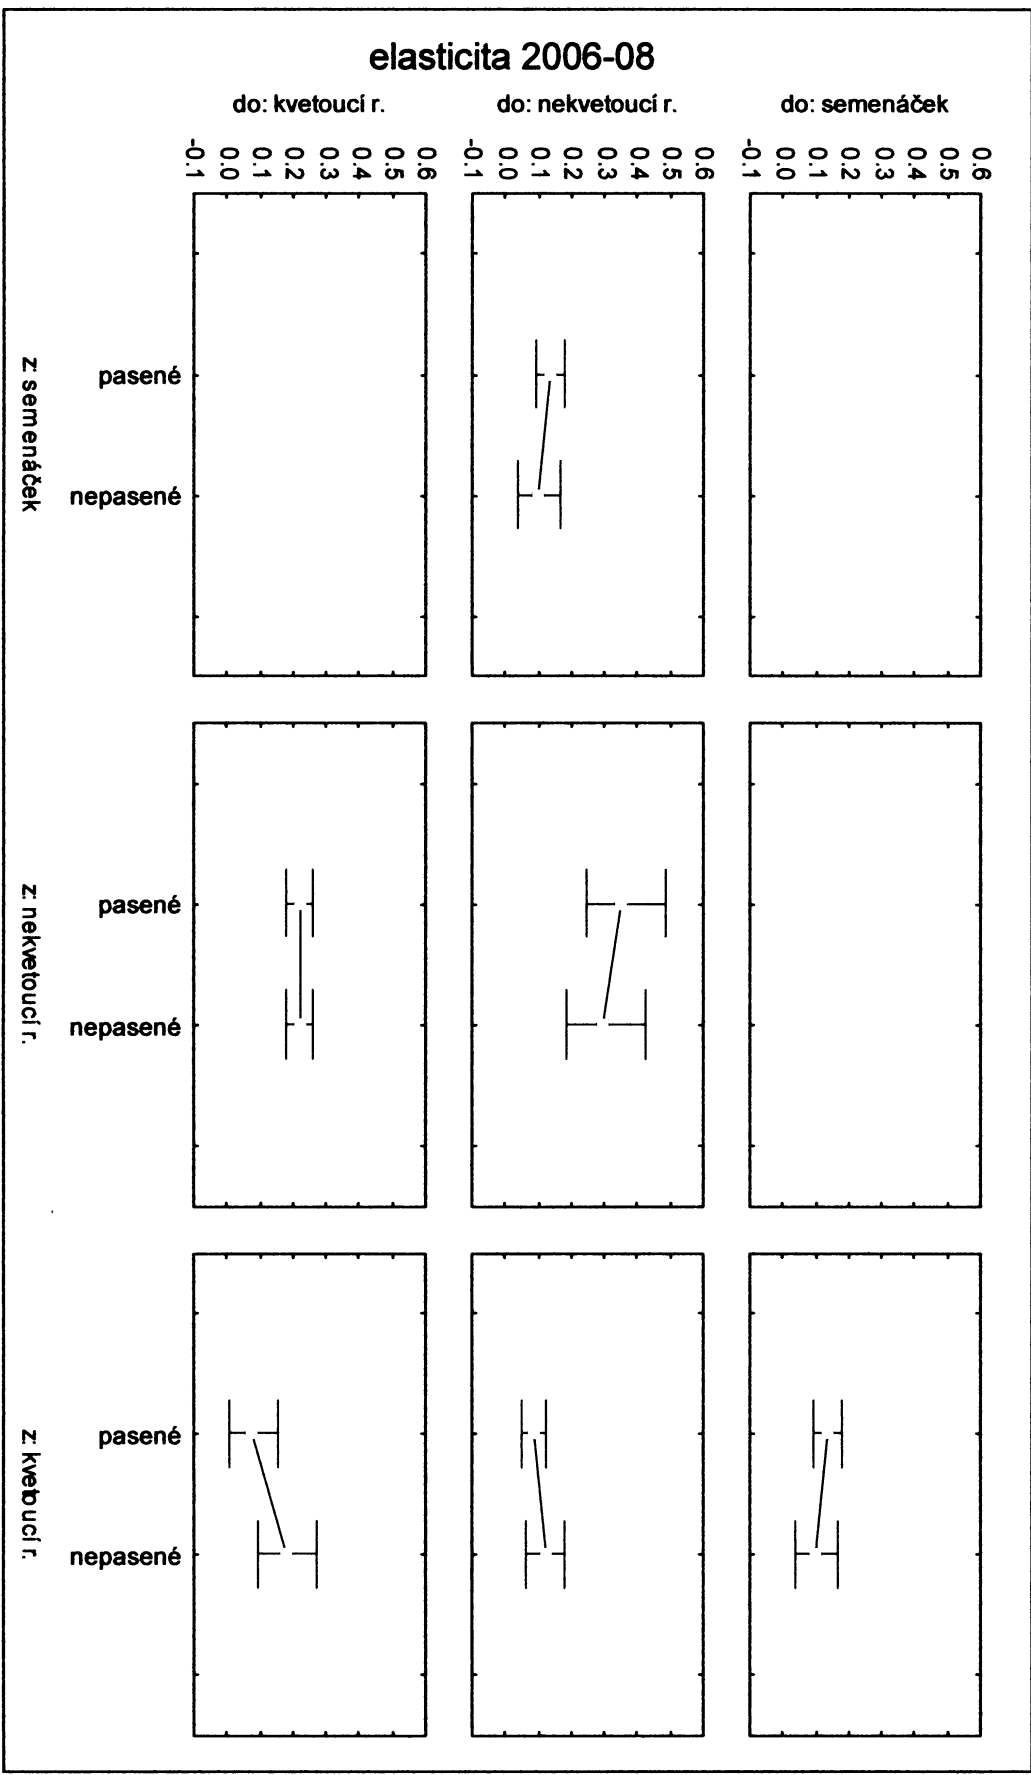 elasticita 2006-08
do: kvetoucí r.
do: nekvetoucí r.
do: semenáček
-0.1 0.0 0.1 0.2 0.3 0.4 0.5 0.6
-0.1 0.0 0.1 0.2 0.3 0.4 0.5 0.6
-0.1 0.0 0.1 0.2 0.3 0.4 0.5 0.6
pasené
nepasené
z: semenáček
pasené
nepasené
z: nekvetoucí r.
pasené
nepasené
z: kvetoucí r.